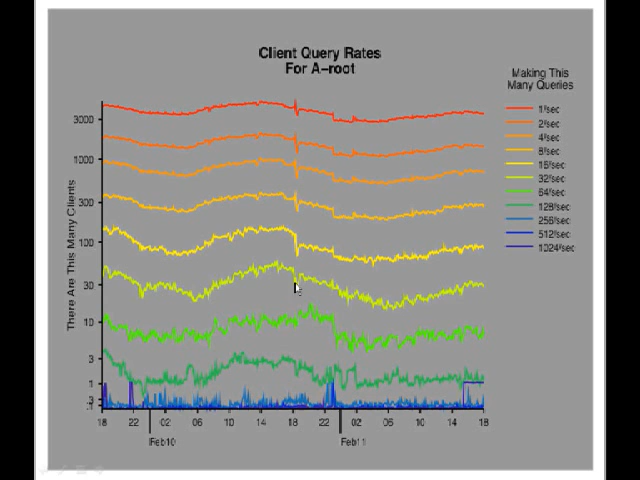 Client Query Rates
For A-root
Making This
Many Queries
1/sec
2/sec
4/sec
8/sec
16/sec
32/sec
64/sec
128/sec
256/sec
512/sec
1024/sec
There Are This Many Clients
3000
1000
300
100
30
10
3
1
.3
.1
18 22 02 06 10 14 18 22 02 06 10 14 18
Feb10 Feb11